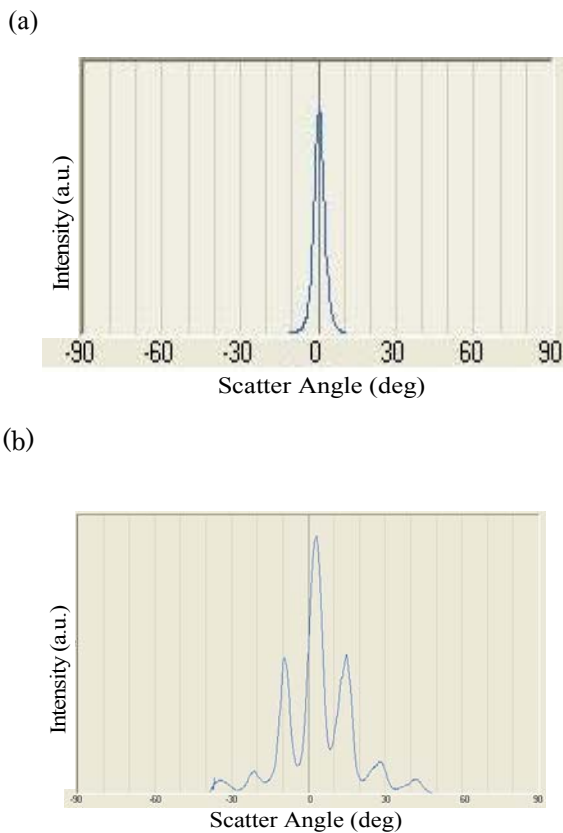 (a)
Intensity (a.u.)
-90 -60 -30 0 30 60 90
Scatter Angle (deg)
(b)
Intensity (a.u.)
-90 -60 -30 0 30 60 90
Scatter Angle (deg)